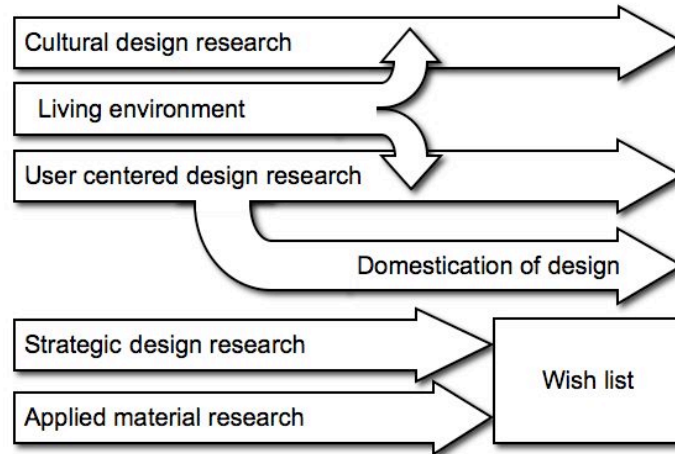 Cultural design research
Living environment
User centered design research
Domestication of design
Strategic design research
Wish list
Applied material research